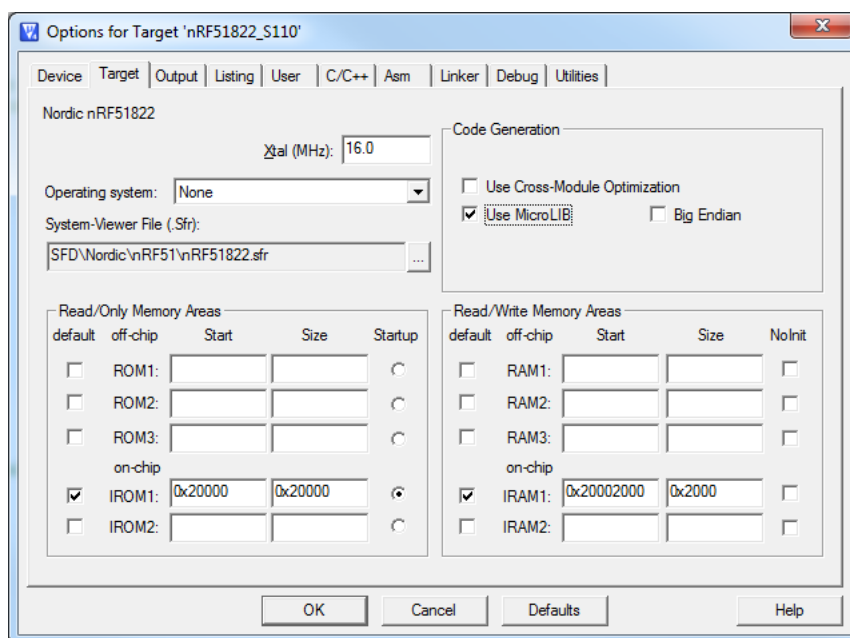 Options for Target 'nRF51822_S110'
Device Target Output Listing User C/C++ Asm Linker Debug Utilities
Nordic nRF51822
Xtal (MHz): 16.0
Operating system: None
System-Viewer File (.Sfr):
SFD\Nordic\nRF51\nRF51822.sfr ...
Code Generation
Use Cross-Module Optimization
Use MicroLIB Big Endian
Read/Only Memory Areas
default off-chip Start Size Startup
ROM1:
ROM2:
ROM3:
on-chip
IROM1: 0x20000 0x20000
IROM2:
Read/Write Memory Areas
default off-chip Start Size NoInit
RAM1:
RAM2:
RAM3:
on-chip
IRAM1: 0x20002000 0x2000
IRAM2:
OK Cancel Defaults Help